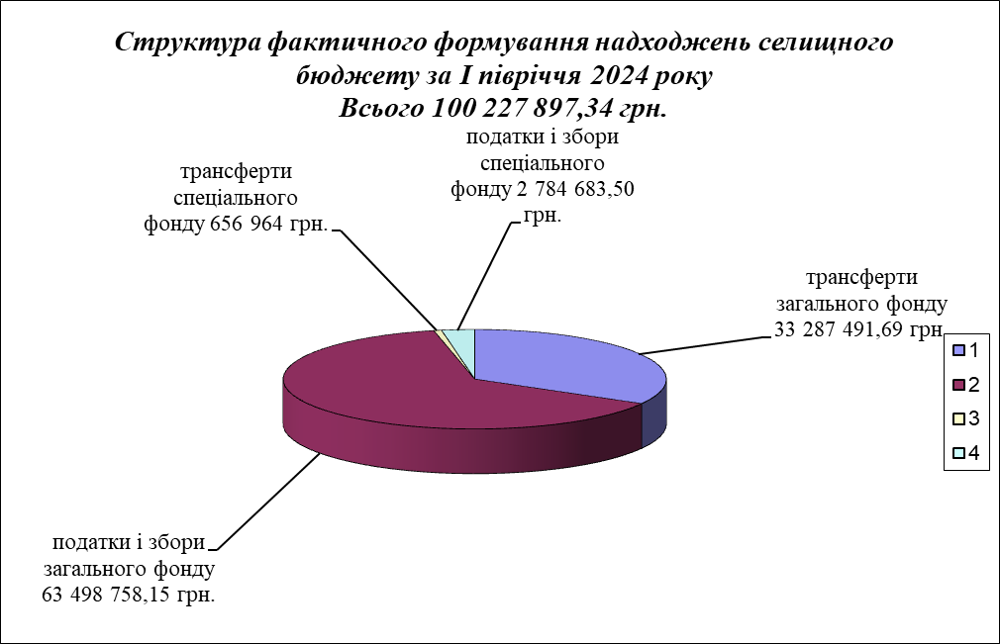 Структура фактичного формування надходжень селищного
бюджету за І півріччя 2024 року
Всього 100 227 897,34 грн.
податки і збори
спеціального
фонду 2 784 683,50
грн.
трансферти
спеціального
фонду 656 964 грн.
трансферти
загального фонду
33 287 491,69 грн.
1
2
3
4
податки і збори
загального фонду
63 498 758,15 грн.